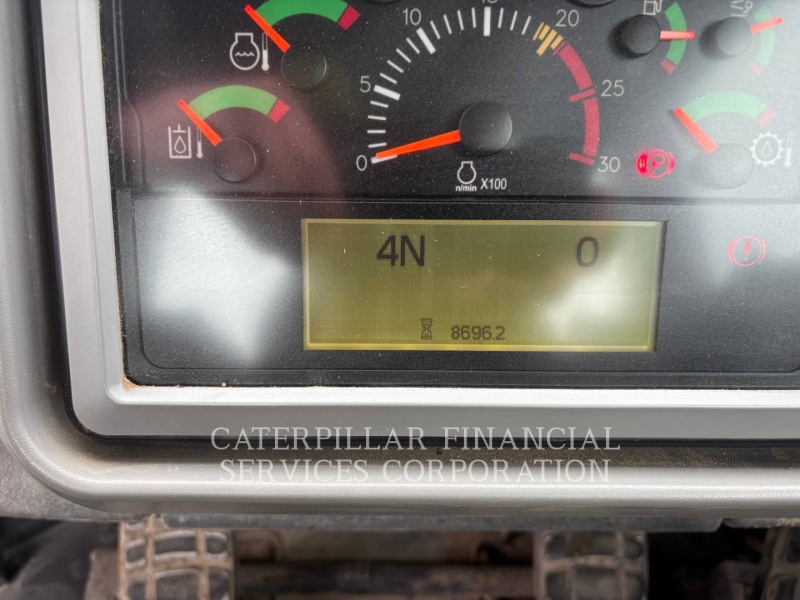 10 15 20
5 25
0 30
n/min X100
4N 0
8696.2
CATERPILLAR FINANCIAL
SERVICES CORPORATION